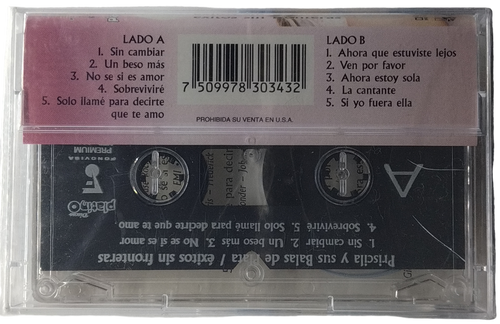 LADO A
1. Sin cambiar
2. Un beso más
3. No se si es amor
4. Sobreviviré
5. Solo llamé para decirte
que te amo
7 509978 303432
PROHIBIDA SU VENTA EN U.S.A.
LADO B
1. Ahora que estuviste lejos
2. Ven por favor
3. Ahora estoy sola
4. La cantante
5. Si yo fuera ella
Priscila y sus Balas de Plata / éxitos sin fronteras
1. Sin cambiar 2. Un beso más 3. No se si es amor
4. Sobreviviré 5. Solo llamé para decirte que te amo
A
platino
FONOVISA
PREMIUM
para decir